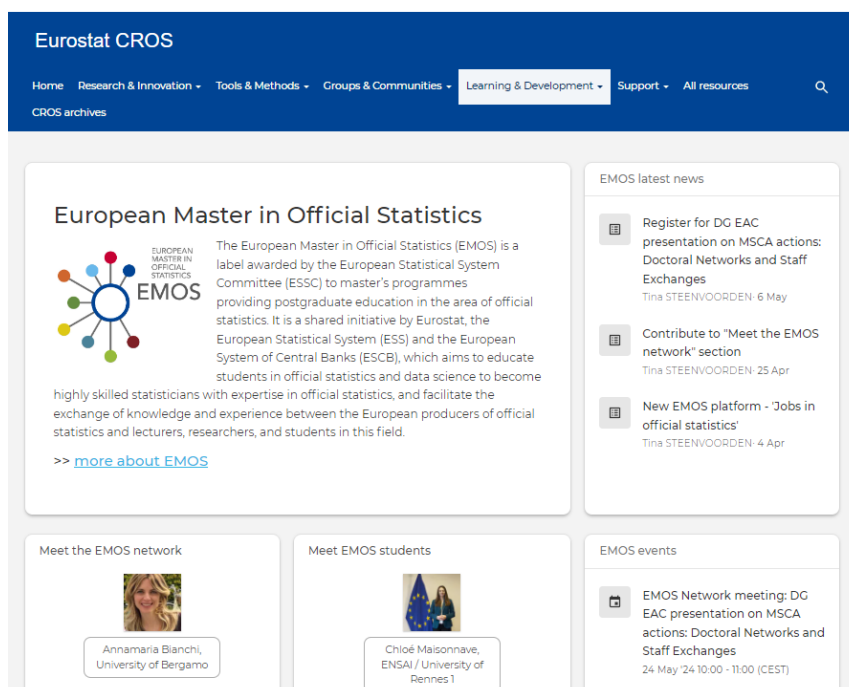 Eurostat CROS
Home Research & Innovation Tools & Methods Groups & Communities Learning & Development Support All resources
CROS archives
European Master in Official Statistics
EUROPEAN
MASTER IN
OFFICIAL
STATISTICS
EMOS
The European Master in Official Statistics (EMOS) is a
label awarded by the European Statistical System
Committee (ESSC) to master's programmes
providing postgraduate education in the area of official
statistics. It is a shared initiative by Eurostat, the
European Statistical System (ESS) and the European
System of Central Banks (ESCB), which aims to educate
students in official statistics and data science to become
highly skilled statisticians with expertise in official statistics, and facilitate the
exchange of knowledge and experience between the European producers of official
statistics and lecturers, researchers, and students in this field.
>> more about EMOS
EMOS latest news
Register for DG EAC
presentation on MSCA actions:
Doctoral Networks and Staff
Exchanges
Tina STEENVOORDEN· 6 May
Contribute to "Meet the EMOS
network" section
Tina STEENVOORDEN· 25 Apr
New EMOS platform - 'Jobs in
official statistics'
Tina STEENVOORDEN· 4 Apr
Meet the EMOS network
Annamaria Bianchi,
University of Bergamo
Meet EMOS students
Chloé Maisonnave,
ENSAI / University of
Rennes 1
EMOS events
EMOS Network meeting: DG
EAC presentation on MSCA
actions: Doctoral Networks and
Staff Exchanges
24 May '24 10:00 - 11:00 (CEST)